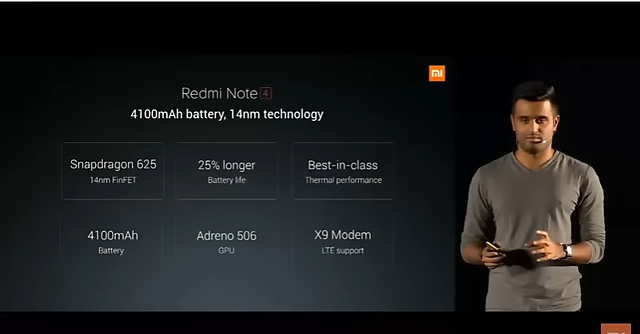 mi
Redmi Note 4
4100mAh battery, 14nm technology
Snapdragon 625
14nm FinFET
25% longer
Battery life
Best-in-class
Thermal performance
4100mAh
Battery
Adreno 506
GPU
X9 Modem
LTE support